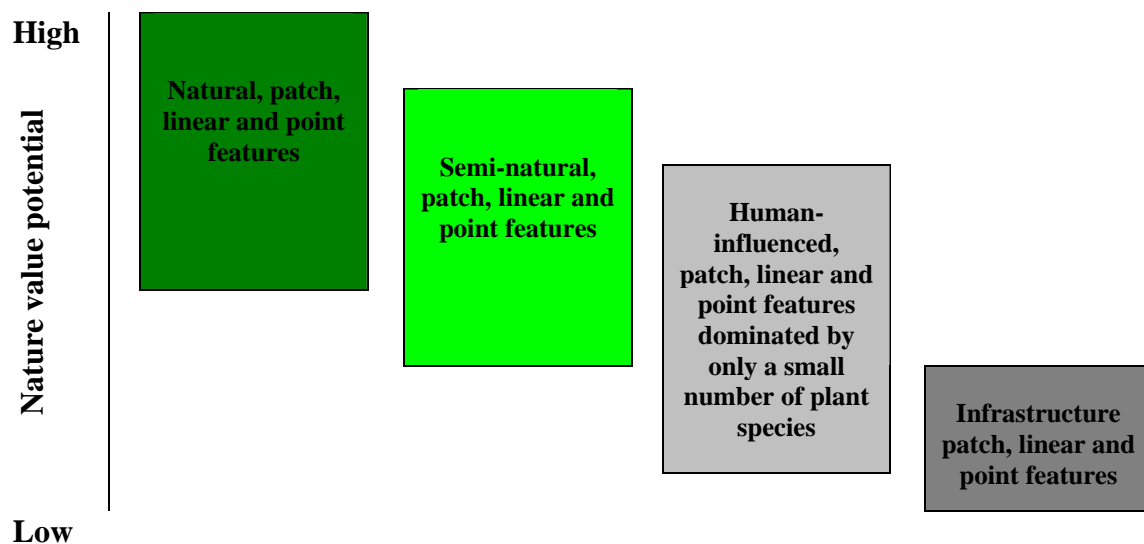 High
Nature value potential
Low
Natural, patch,
linear and point
features
Semi-natural,
patch, linear and
point features
Human-
influenced,
patch, linear and
point features
dominated by
only a small
number of plant
species
Infrastructure
patch, linear and
point features